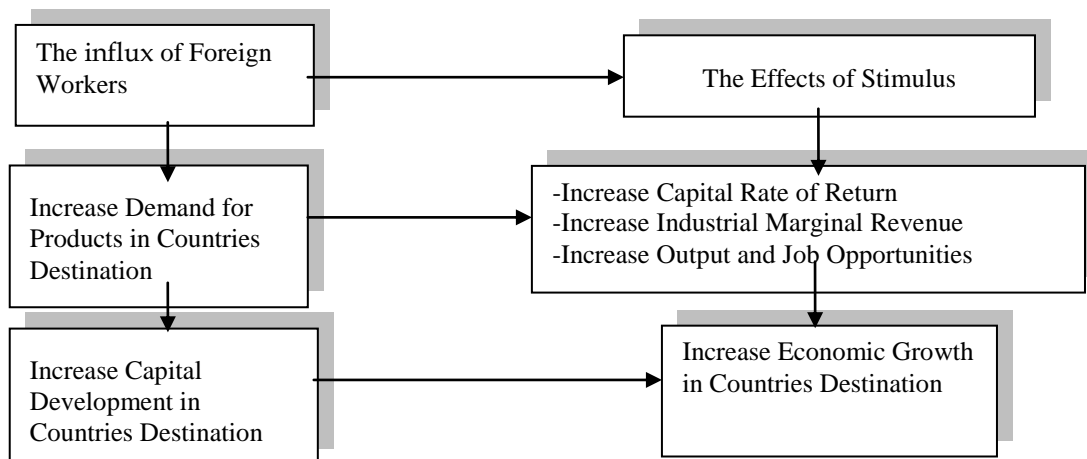 The influx of Foreign
Workers
The Effects of Stimulus
Increase Demand for
Products in Countries
Destination
-Increase Capital Rate of Return
-Increase Industrial Marginal Revenue
-Increase Output and Job Opportunities
Increase Capital
Development in
Countries Destination
Increase Economic Growth
in Countries Destination